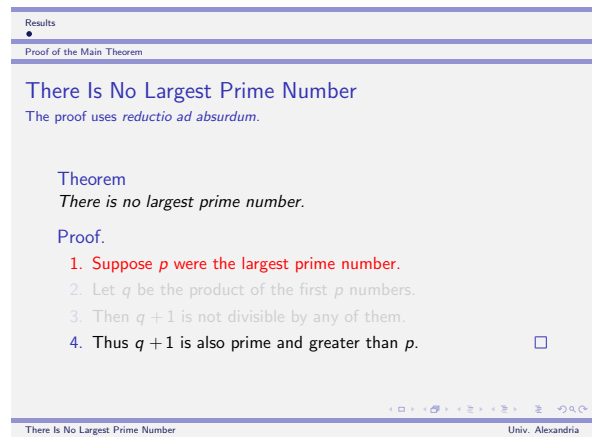 Results
Proof of the Main Theorem
There Is No Largest Prime Number
The proof uses reductio ad absurdum.
Theorem
There is no largest prime number.
Proof.
1. Suppose p were the largest prime number.
2. Let q be the product of the first p numbers.
3. Then q + 1 is not divisible by any of them.
4. Thus q + 1 is also prime and greater than p.
There Is No Largest Prime Number
Univ. Alexandria